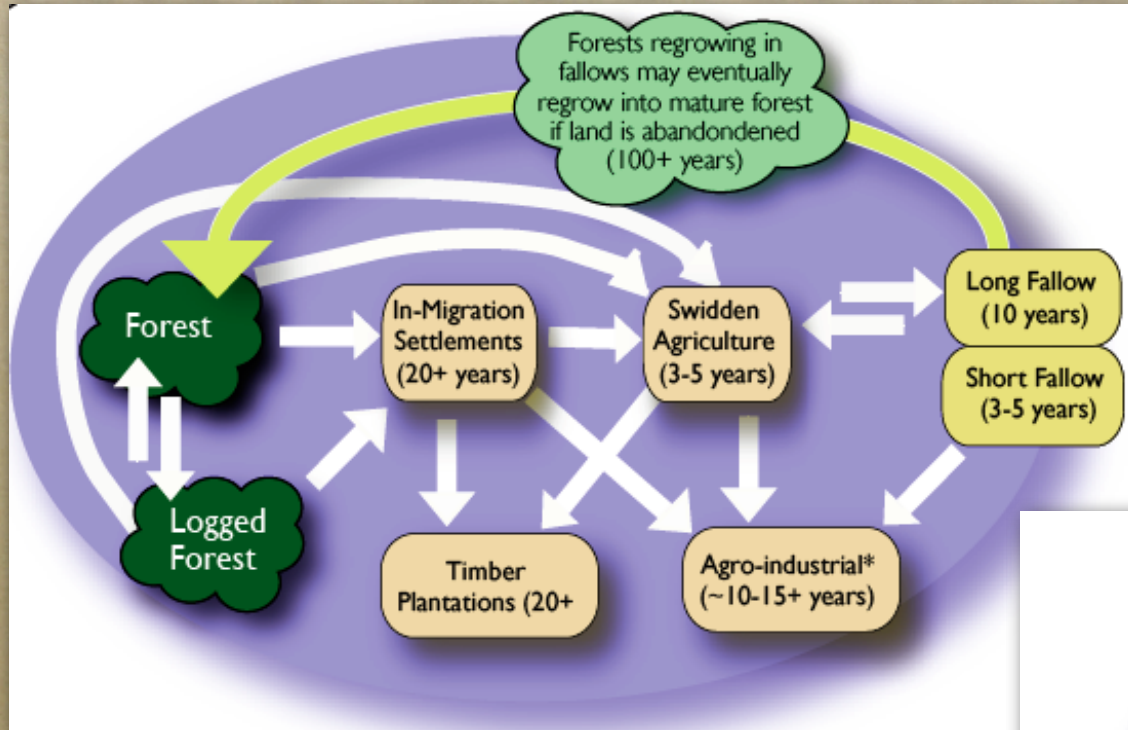 Forests regrowing in
fallows may eventually
regrow into mature forest
if land is abandondened
(100+ years)
Forest
In-Migration
Settlements
(20+ years)
Swidden
Agriculture
(3-5 years)
Long Fallow
(10 years)
Short Fallow
(3-5 years)
Logged
Forest
Timber
Plantations (20+
Agro-industrial*
(~10-15+ years)